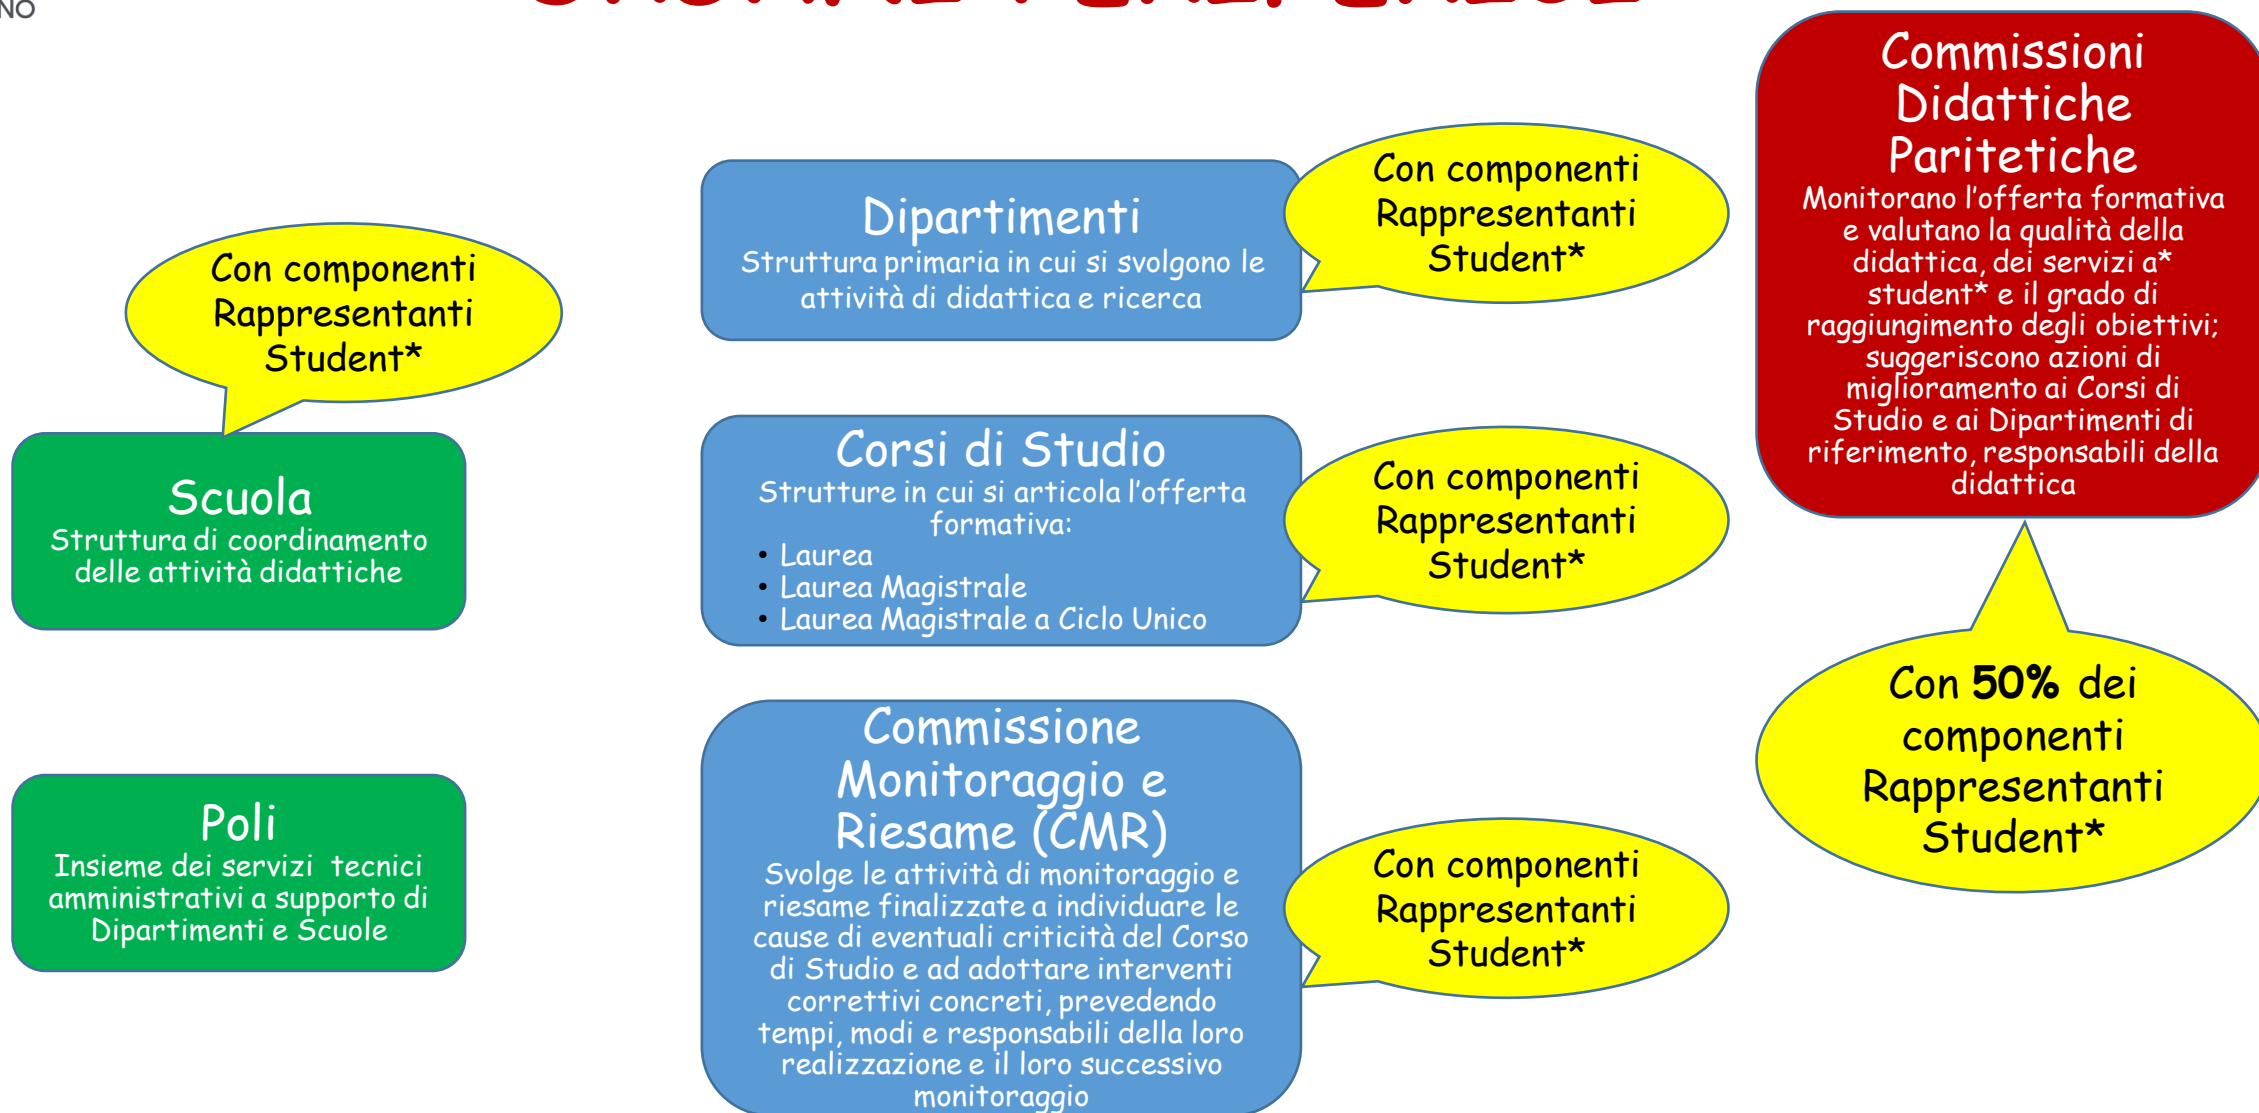 NO
Con componenti
Rappresentanti
Student*
Scuola
Struttura di coordinamento
delle attività didattiche
Poli
Insieme dei servizi tecnici
amministrativi a supporto di
Dipartimenti e Scuole
Dipartimenti
Struttura primaria in cui si svolgono le
attività di didattica e ricerca
Con componenti
Rappresentanti
Student*
Corsi di Studio
Strutture in cui si articola l'offerta
formativa:
• Laurea
• Laurea Magistrale
• Laurea Magistrale a Ciclo Unico
Con componenti
Rappresentanti
Student*
Commissione
Monitoraggio e
Riesame (CMR)
Svolge le attività di monitoraggio e
riesame finalizzate a individuare le
cause di eventuali criticità del Corso
di Studio e ad adottare interventi
correttivi concreti, prevedendo
tempi, modi e responsabili della loro
realizzazione e il loro successivo
monitoraggio
Con componenti
Rappresentanti
Student*
Commissioni
Didattiche
Paritetiche
Monitorano l'offerta formativa
e valutano la qualità della
didattica, dei servizi a*
student* e il grado di
raggiungimento degli obiettivi;
suggeriscono azioni di
miglioramento ai Corsi di
Studio e ai Dipartimenti di
riferimento, responsabili della
didattica
Con 50% dei
componenti
Rappresentanti
Student*